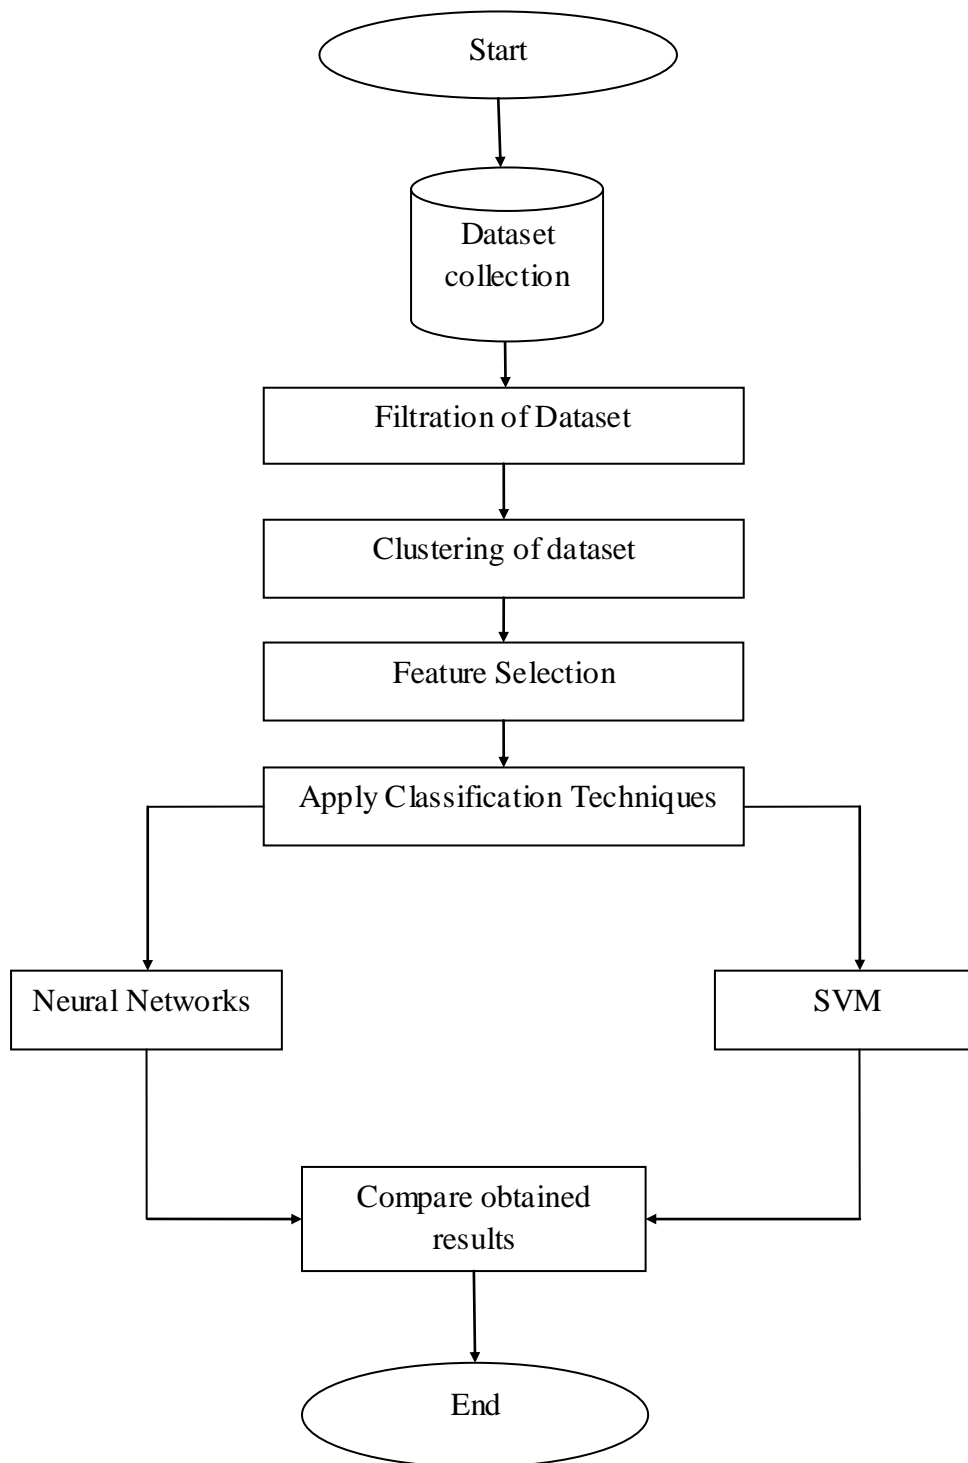 Start
Dataset
collection
Filtration of Dataset
Clustering of dataset
Feature Selection
Apply Classification Techniques
Neural Networks
SVM
Compare obtained
results
End